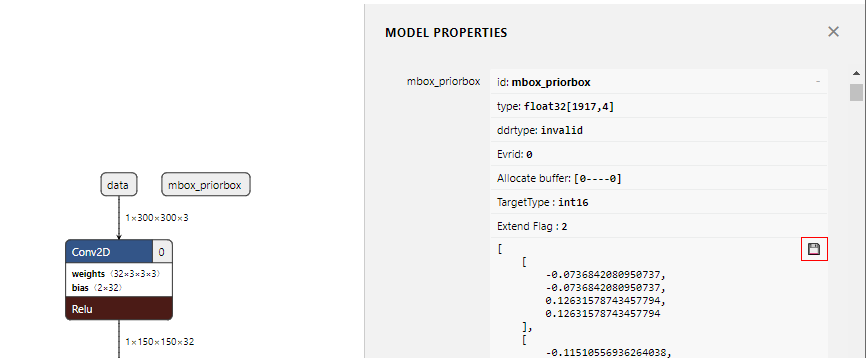 MODEL PROPERTIES
mbox_priorbox
id: mbox_priorbox
-
type: float32[1917,4]
ddrtype: invalid
Evrid: 0
Allocate buffer: [0----0]
TargetType : int16
Extend Flag : 2
[
[
-0.0736842080950737,
-0.0736842080950737,
0.12631578743457794,
0.12631578743457794
],
[
-0.11510556936264038,
data
mbox_priorbox
1×300×300×3
Conv2D
0
weights ⟨32×3×3×3⟩
bias ⟨2×32⟩
Relu
1×150×150×32